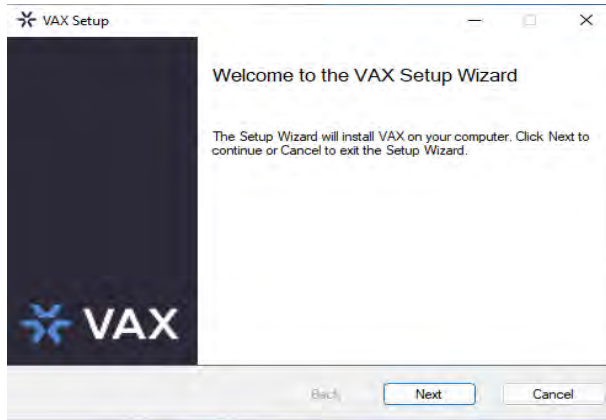 VAX Setup
Welcome to the VAX Setup Wizard
The Setup Wizard will install VAX on your computer. Click Next to
continue or Cancel to exit the Setup Wizard.
VAX
Back
Next
Cancel